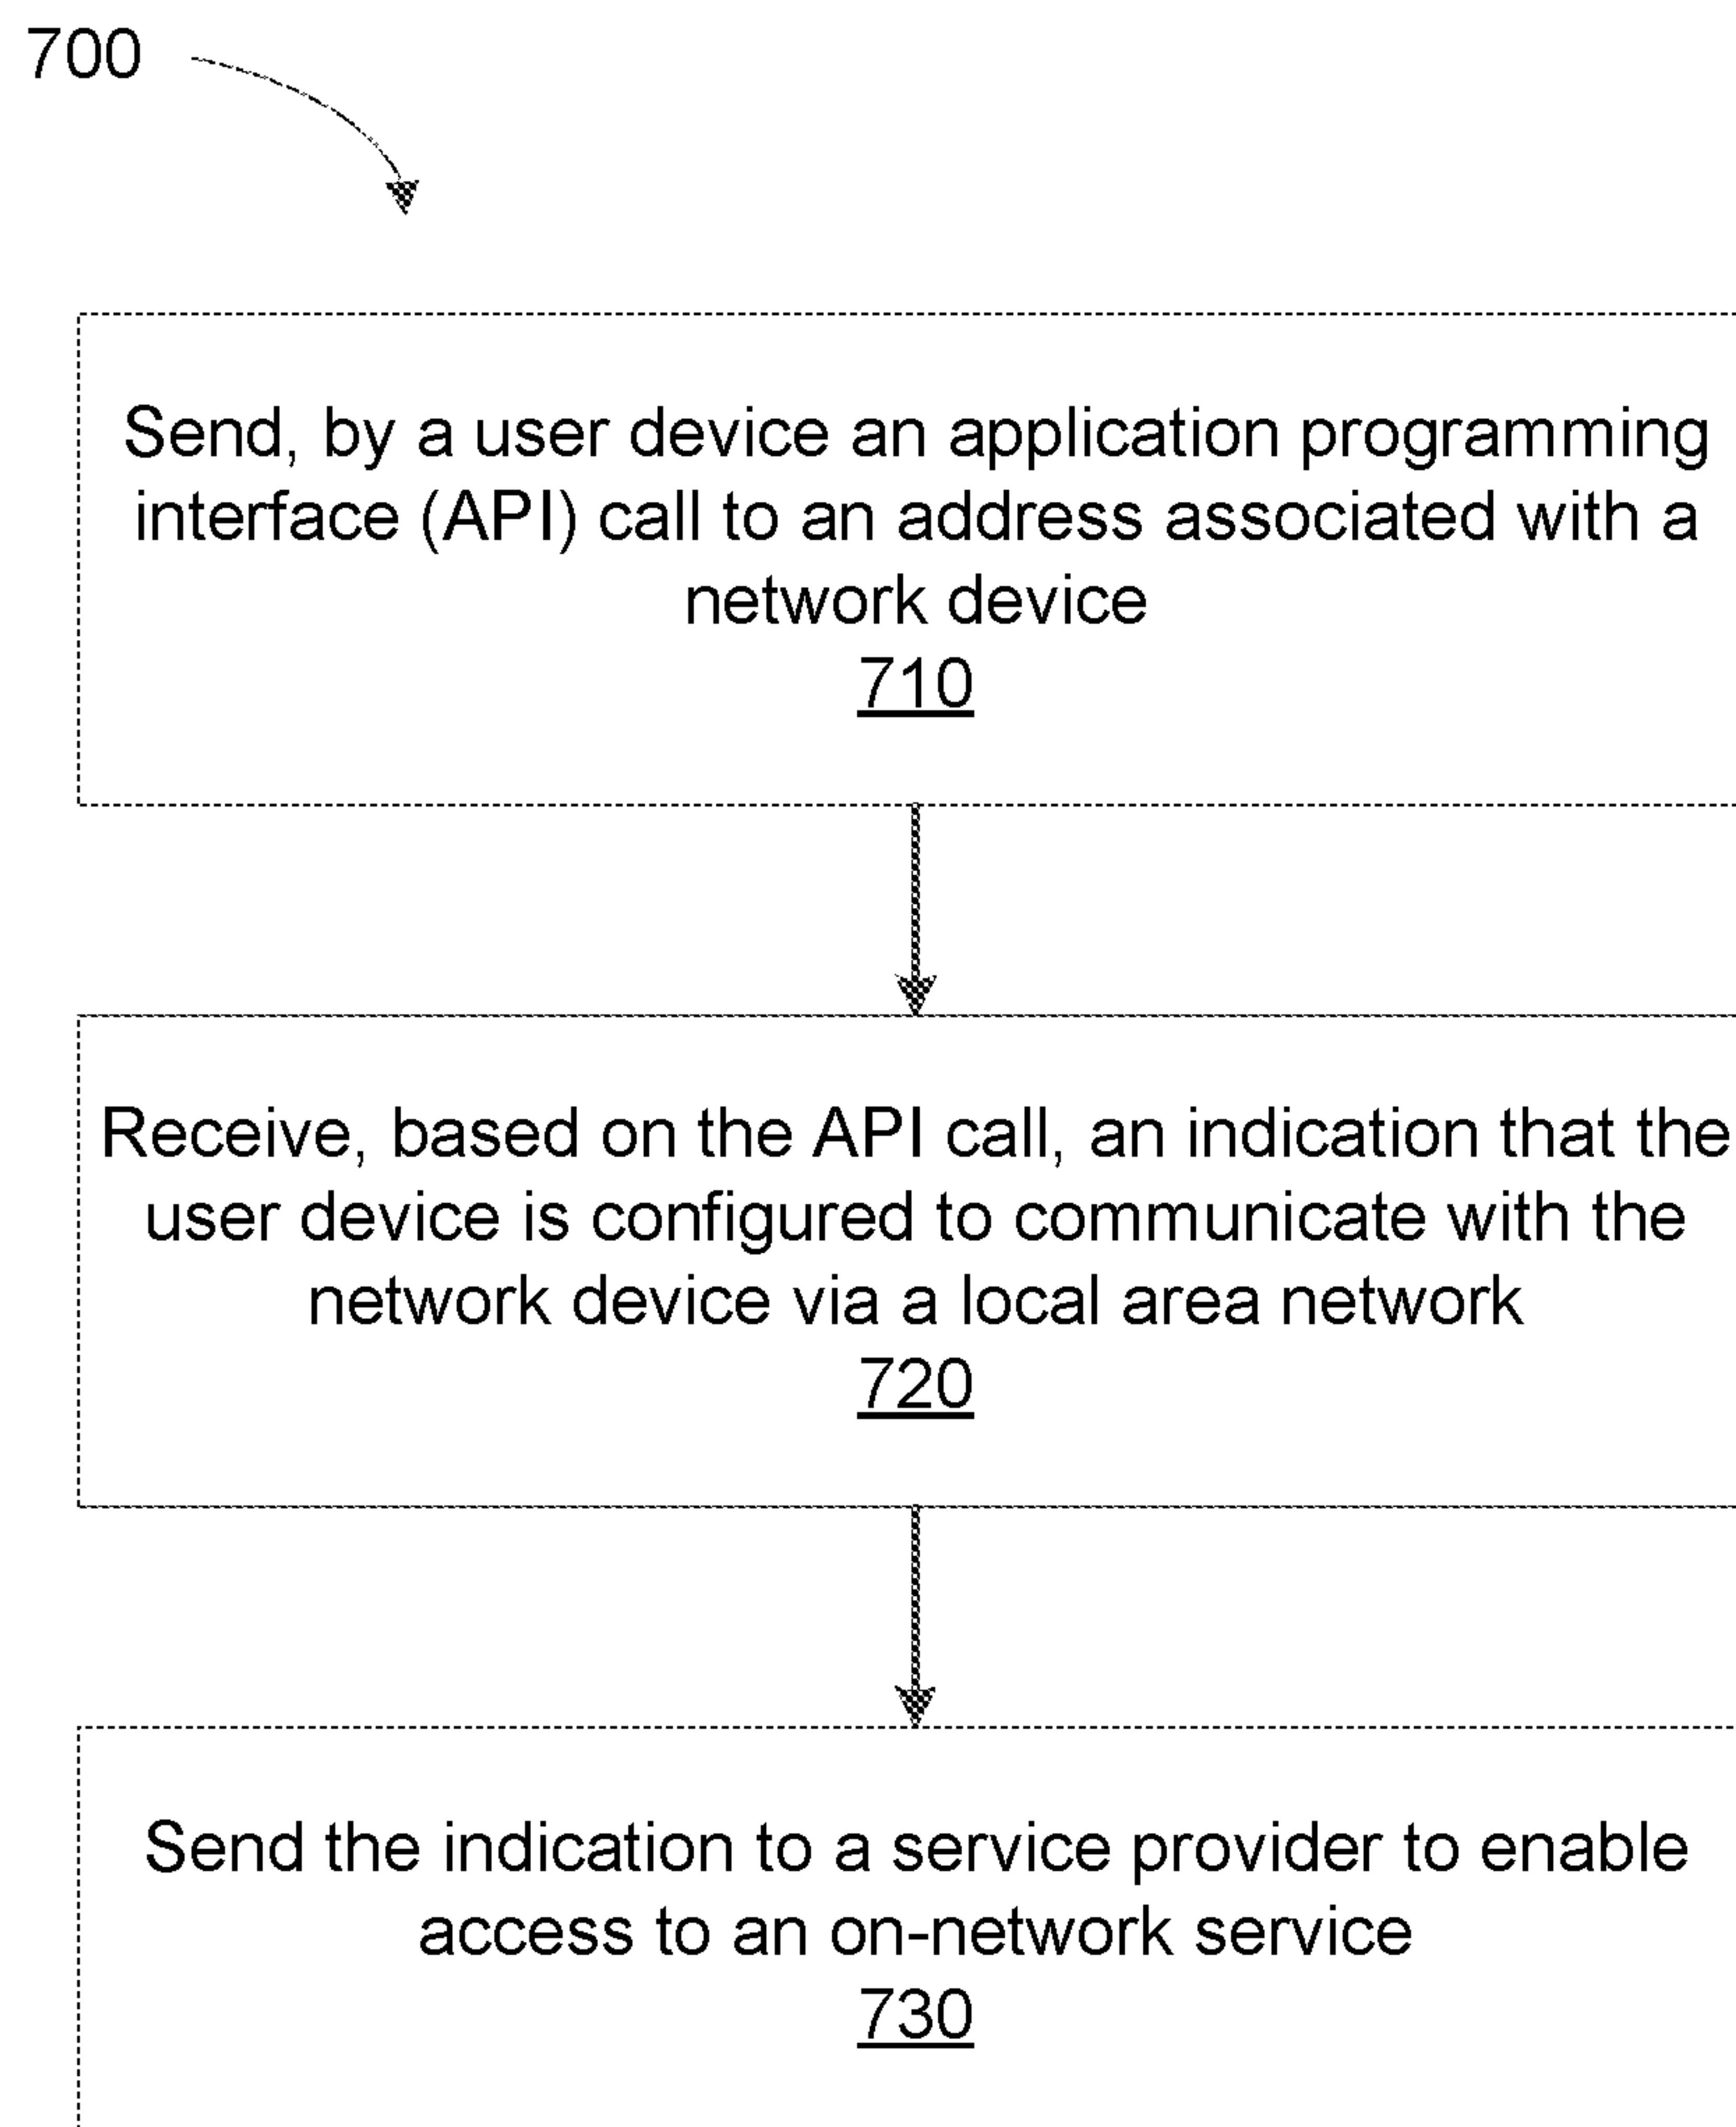 700
Send, by a user device an application programming
interface (API) call to an address associated with a
network device
710
Receive, based on the API call, an indication that the
user device is configured to communicate with the
network device via a local area network
720
Send the indication to a service provider to enable
access to an on-network service
730